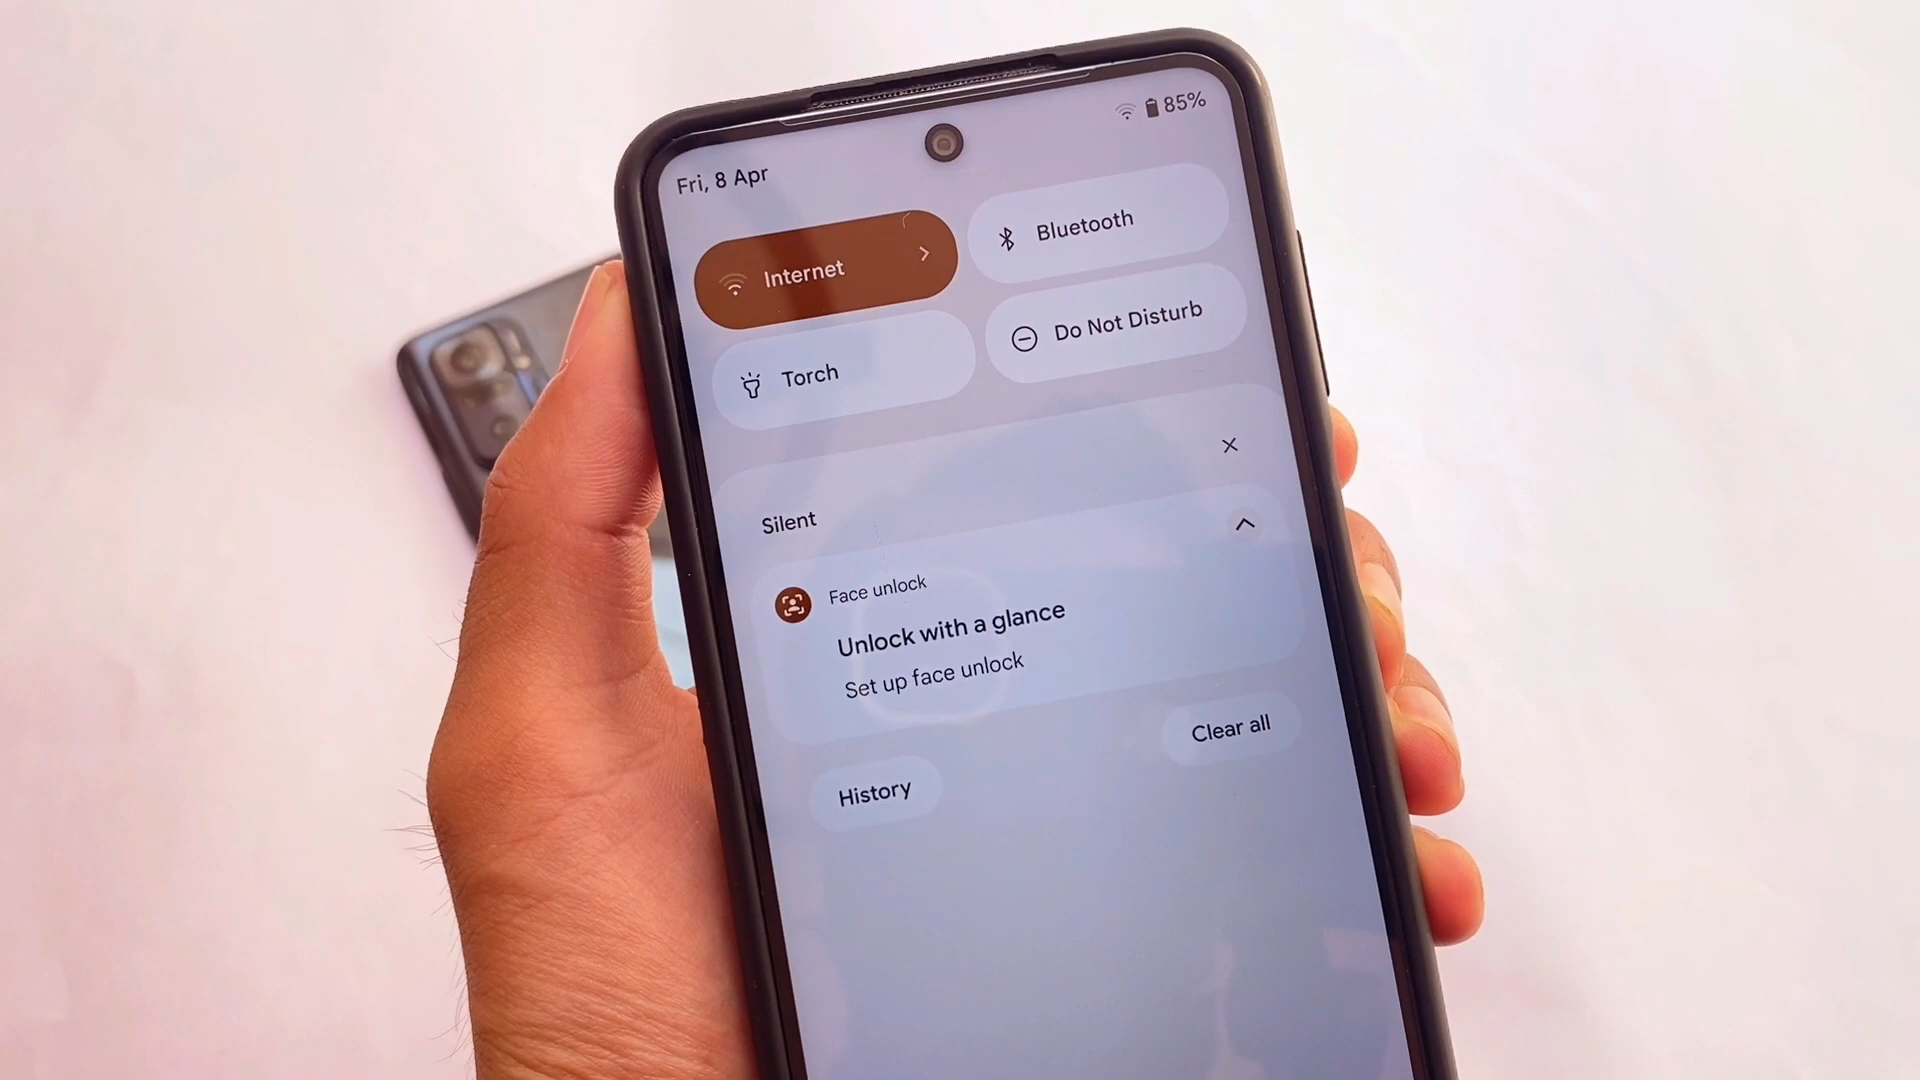 85%
Fri, 8 Apr
Internet
Bluetooth
Torch
Do Not Disturb
Silent
Face unlock
Unlock with a glance
Set up face unlock
Clear all
History